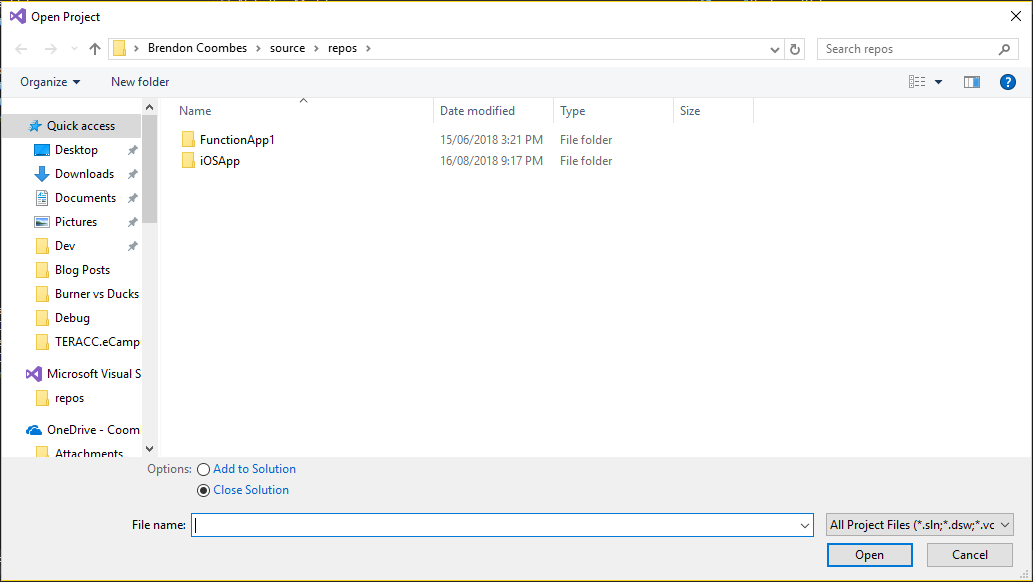 Open Project
Brendon Coombes > source > repos >
Search repos
Organize
New folder
?
Name
Date modified
Type
Size
Quick access
Desktop
Downloads
Documents
Pictures
Dev
Blog Posts
Burner vs Ducks
Debug
TERACC.eCamp
Microsoft Visual S
repos
OneDrive - Coom
Attachments
FunctionApp1 15/06/2018 3:21 PM File folder
iOSApp 16/08/2018 9:17 PM File folder
Options: Add to Solution
Close Solution
File name:
All Project Files (*.sln;*.dsw;*.vc
Open
Cancel